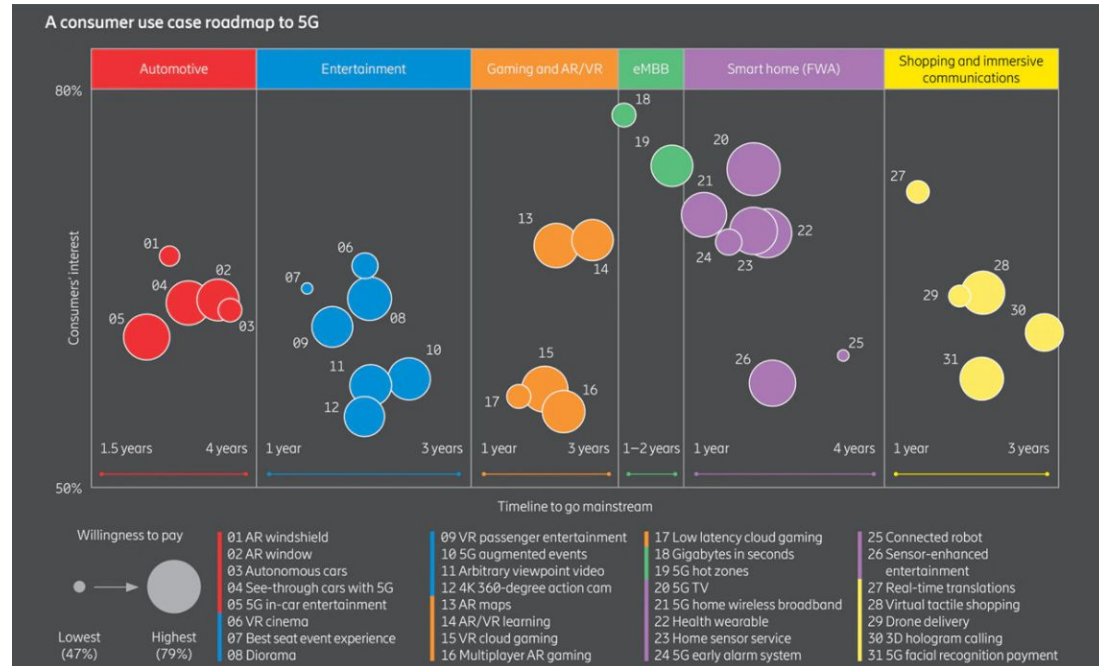 A consumer use case roadmap to 5G
Automotive
Entertainment
Gaming and AR/VR
eMBB
Smart home (FWA)
Shopping and immersive
communications
80%
Consumers' interest
50%
01
02
03
04
05
06
07
08
09
10
11
12
13
14
15
16
17
18
19
20
21
22
23
24
25
26
27
28
29
30
31
1.5 years 4 years
1 year 3 years
1 year 3 years
1–2 years
1 year 4 years
1 year 3 years
Timeline to go mainstream
Willingness to pay
Lowest
(47%)
Highest
(79%)
01 AR windshield
02 AR window
03 Autonomous cars
04 See-through cars with 5G
05 5G in-car entertainment
06 VR cinema
07 Best seat event experience
08 Diorama
09 VR passenger entertainment
10 5G augmented events
11 Arbitrary viewpoint video
12 4K 360-degree action cam
13 AR maps
14 AR/VR learning
15 VR cloud gaming
16 Multiplayer AR gaming
17 Low latency cloud gaming
18 Gigabytes in seconds
19 5G hot zones
20 5G TV
21 5G home wireless broadband
22 Health wearable
23 Home sensor service
24 5G early alarm system
25 Connected robot
26 Sensor-enhanced
entertainment
27 Real-time translations
28 Virtual tactile shopping
29 Drone delivery
30 3D hologram calling
31 5G facial recognition payment